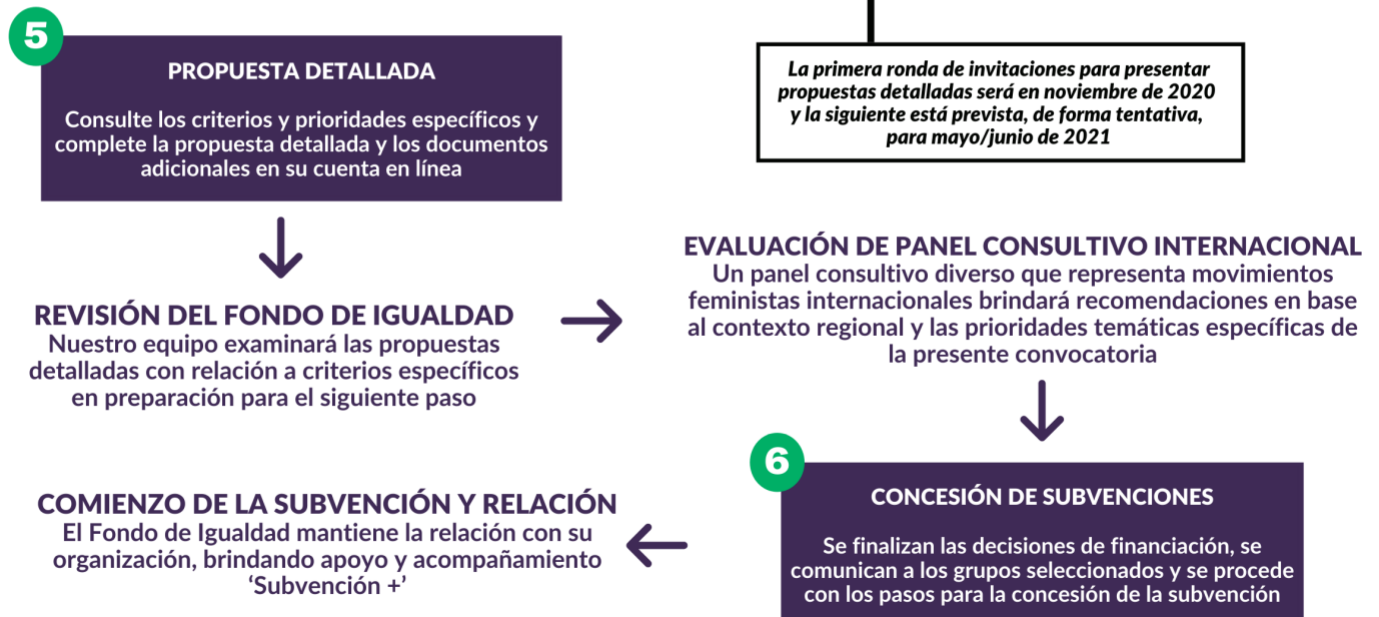 5
PROPUESTA DETALLADA
Consulte los criterios y prioridades específicos y
complete la propuesta detallada y los documentos
adicionales en su cuenta en línea
La primera ronda de invitaciones para presentar
propuestas detalladas será en noviembre de 2020
y la siguiente está prevista, de forma tentativa,
para mayo/junio de 2021
REVISIÓN DEL FONDO DE IGUALDAD
Nuestro equipo examinará las propuestas
detalladas con relación a criterios específicos
en preparación para el siguiente paso
EVALUACIÓN DE PANEL CONSULTIVO INTERNACIONAL
Un panel consultivo diverso que representa movimientos
feministas internacionales brindará recomendaciones en base
al contexto regional y las prioridades temáticas específicas de
la presente convocatoria
6
CONCESIÓN DE SUBVENCIONES
Se finalizan las decisiones de financiación, se
comunican a los grupos seleccionados y se procede
con los pasos para la concesión de la subvención
COMIENZO DE LA SUBVENCIÓN Y RELACIÓN
El Fondo de Igualdad mantiene la relación con su
organización, brindando apoyo y acompañamiento
‘Subvención +’